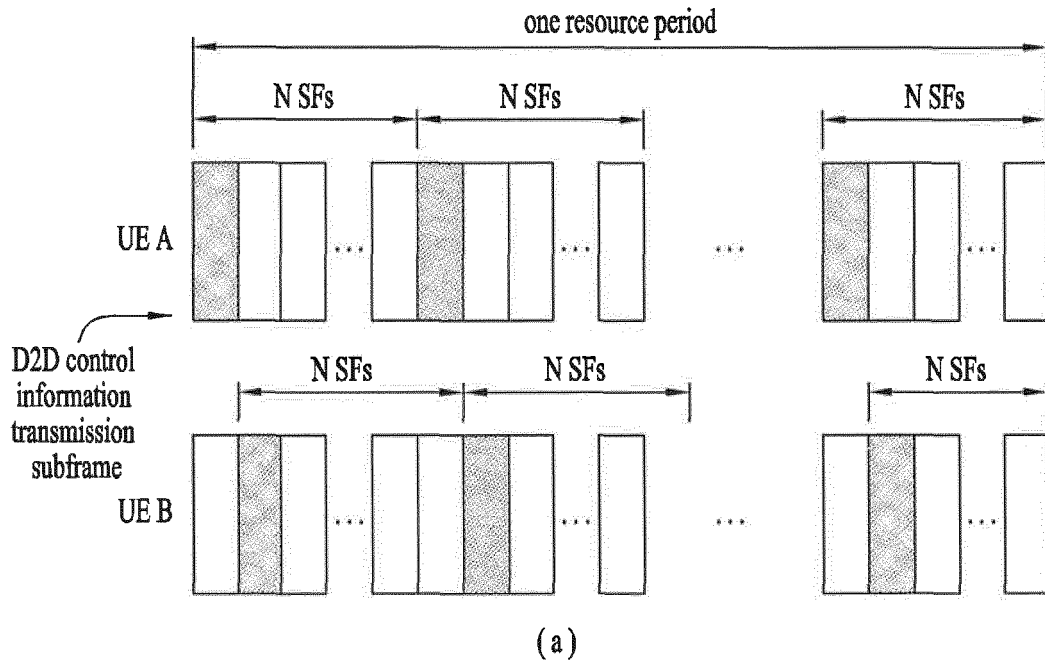 one resource period
N SFs N SFs N SFs
UE A
... ... ... ...
D2D control
information
transmission
subframe
N SFs N SFs N SFs
UE B
... ... ... ...
(a)